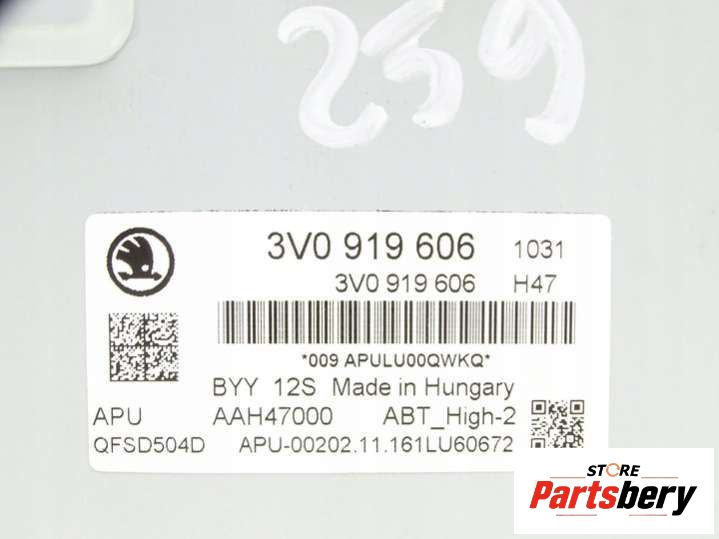 259
3V0 919 606 1031
3V0 919 606 H47
*009 APULU00QWKQ*
BYY 12S Made in Hungary
APU AAH47000 ABT_High-2
QFSD504D APU-00202.11.161LU60672
STORE
Partsbery